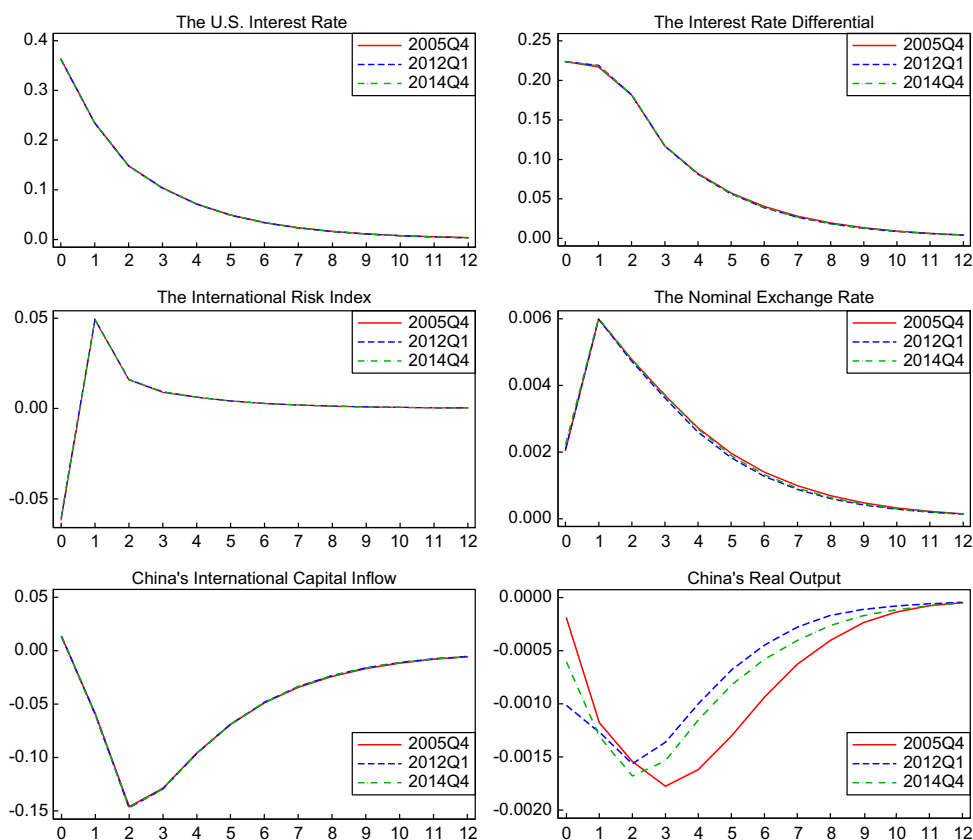 The U.S. Interest Rate
0.4
0.3
0.2
0.1
0.0
0 1 2 3 4 5 6 7 8 9 10 11 12
2005Q4
2012Q1
2014Q4
The Interest Rate Differential
0.25
0.20
0.15
0.10
0.05
0.00
0 1 2 3 4 5 6 7 8 9 10 11 12
2005Q4
2012Q1
2014Q4
The International Risk Index
0.05
0.00
-0.05
0 1 2 3 4 5 6 7 8 9 10 11 12
2005Q4
2012Q1
2014Q4
The Nominal Exchange Rate
0.006
0.004
0.002
0.000
0 1 2 3 4 5 6 7 8 9 10 11 12
2005Q4
2012Q1
2014Q4
China's International Capital Inflow
0.05
0.00
-0.05
-0.10
-0.15
0 1 2 3 4 5 6 7 8 9 10 11 12
2005Q4
2012Q1
2014Q4
China's Real Output
0.0000
-0.0005
-0.0010
-0.0015
-0.0020
0 1 2 3 4 5 6 7 8 9 10 11 12
2005Q4
2012Q1
2014Q4